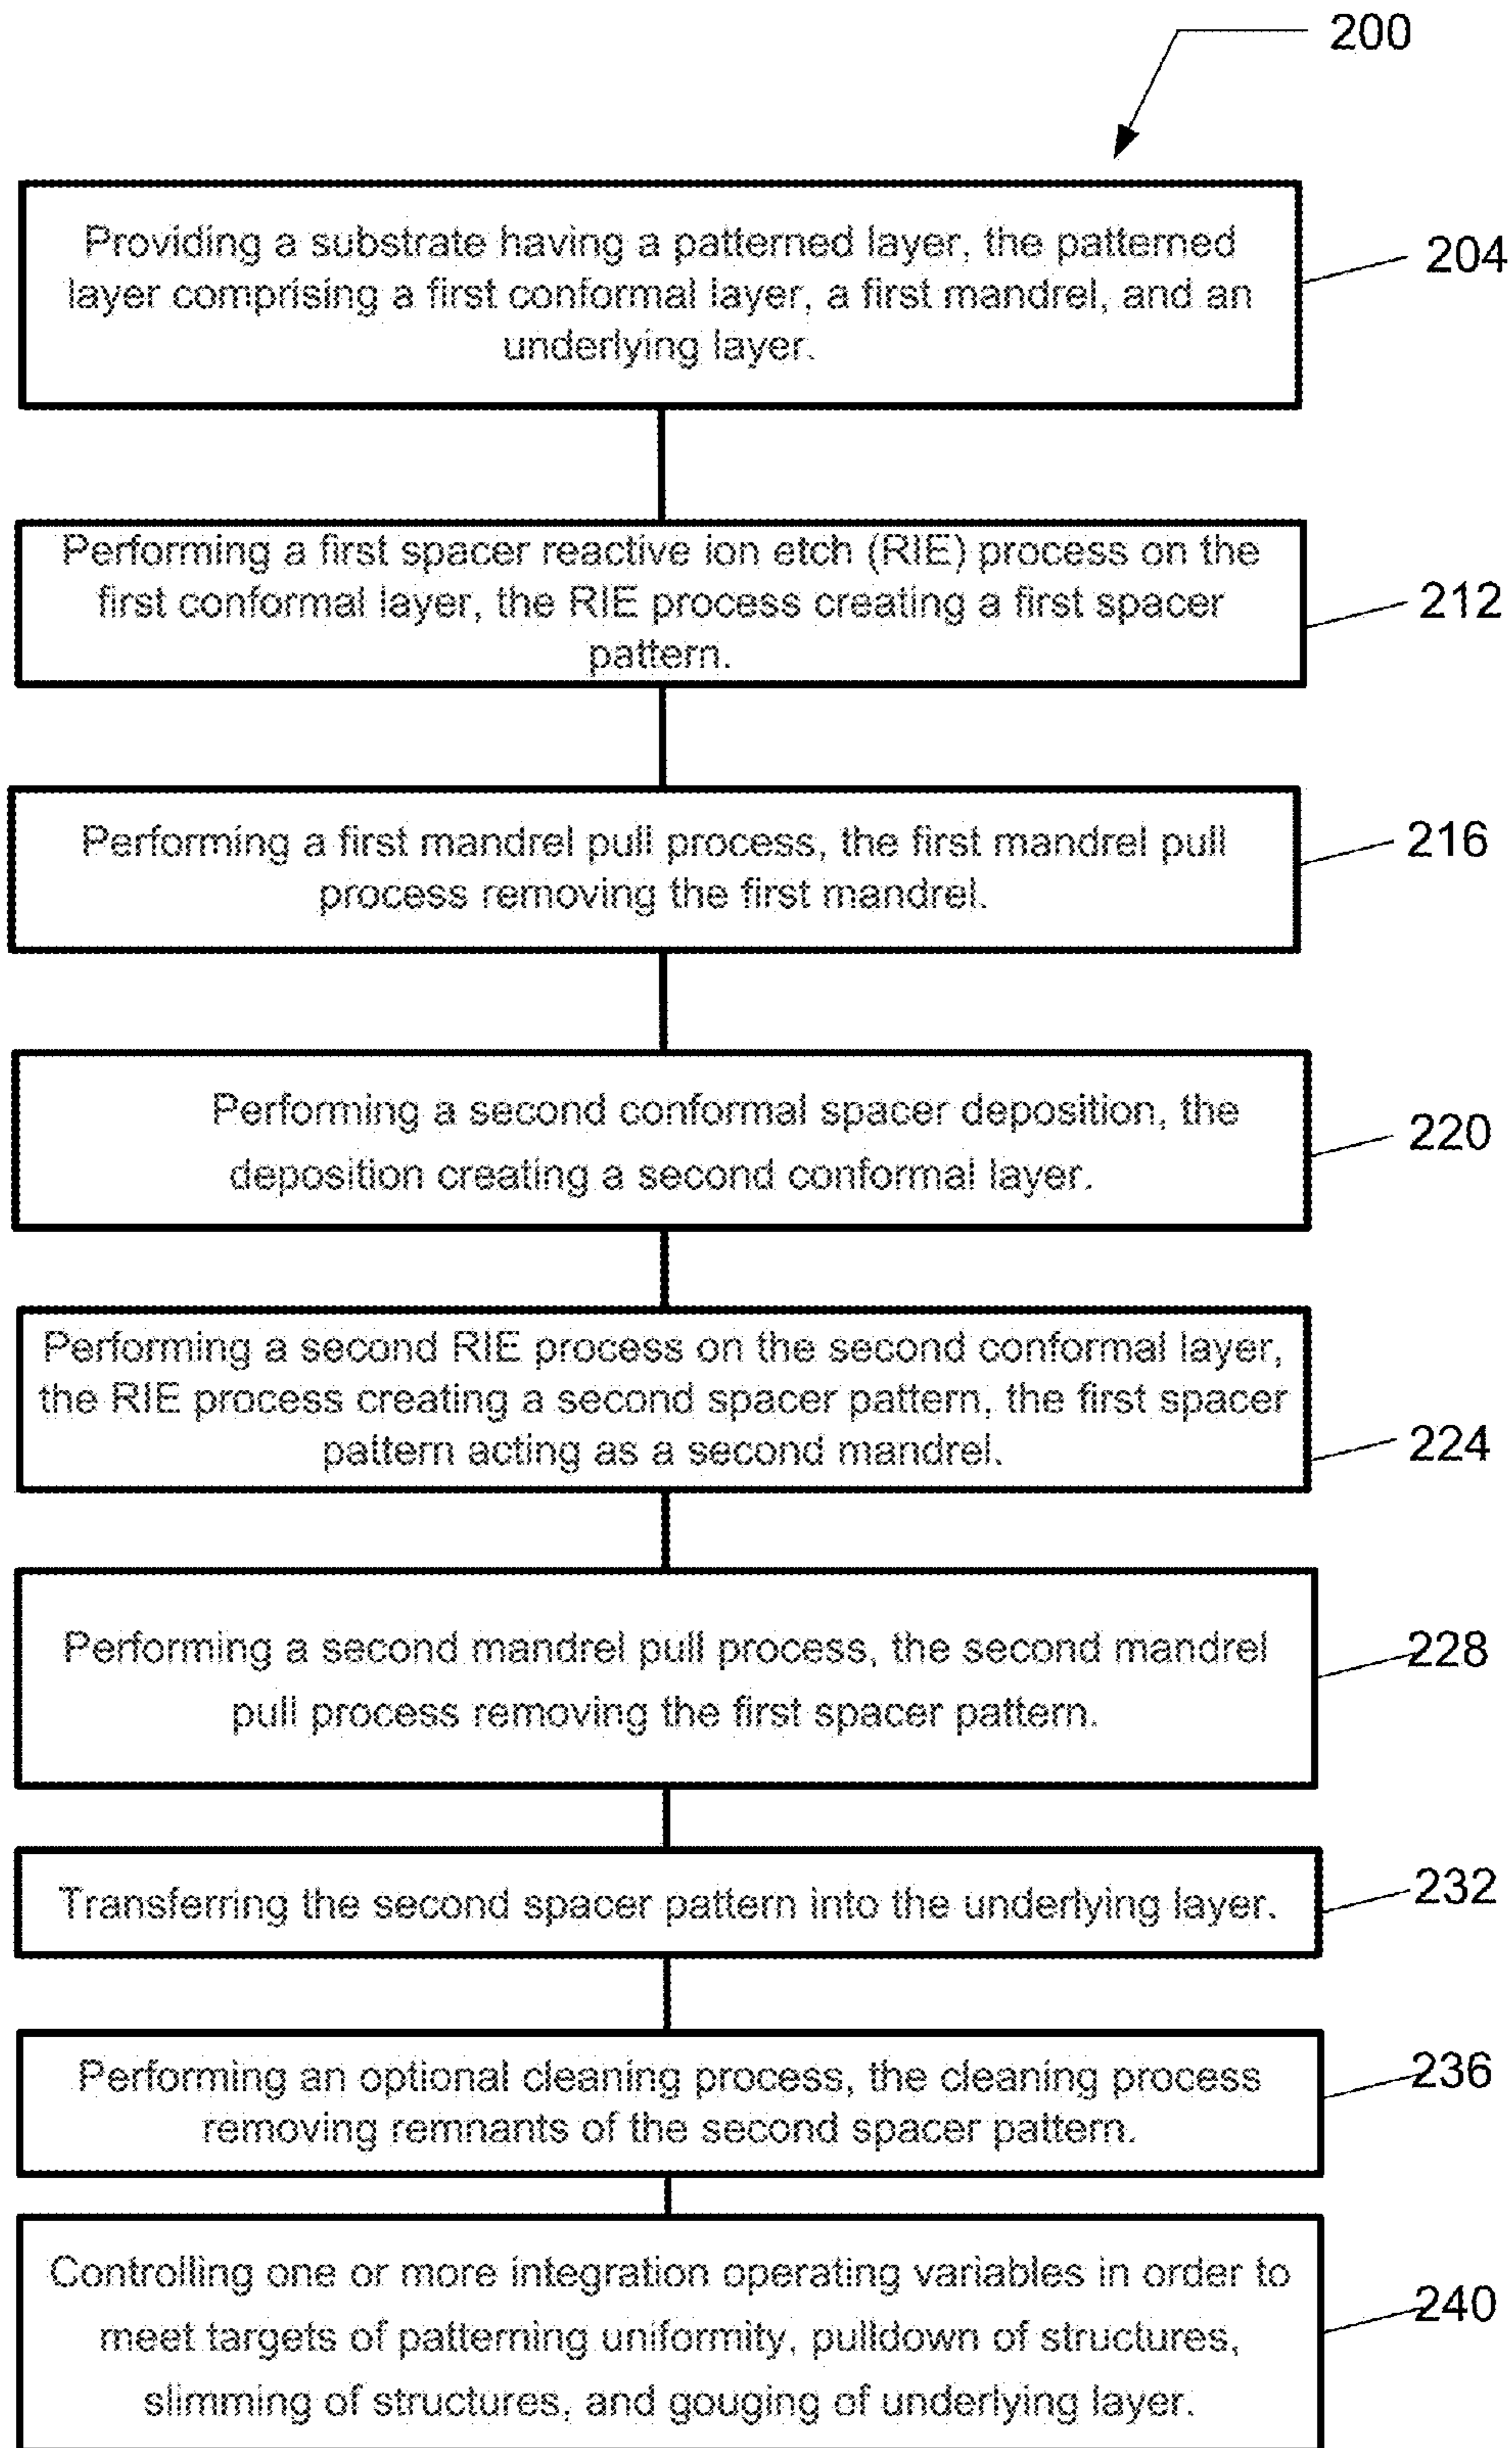 200
Providing a substrate having a patterned layer, the patterned
layer comprising a first conformal layer, a first mandrel, and an
underlying layer.
204
Performing a first spacer reactive ion etch (RIE) process on the
first conformal layer, the RIE process creating a first spacer
pattern.
212
Performing a first mandrel pull process, the first mandrel pull
process removing the first mandrel.
216
Performing a second conformal spacer deposition, the
deposition creating a second conformal layer.
220
Performing a second RIE process on the second conformal layer,
the RIE process creating a second spacer pattern, the first spacer
pattern acting as a second mandrel.
224
Performing a second mandrel pull process, the second mandrel
pull process removing the first spacer pattern.
228
Transferring the second spacer pattern into the underlying layer.
232
Performing an optional cleaning process, the cleaning process
removing remnants of the second spacer pattern.
236
Controlling one or more integration operating variables in order to
meet targets of patterning uniformity, pulldown of structures,
slimming of structures, and gouging of underlying layer.
240